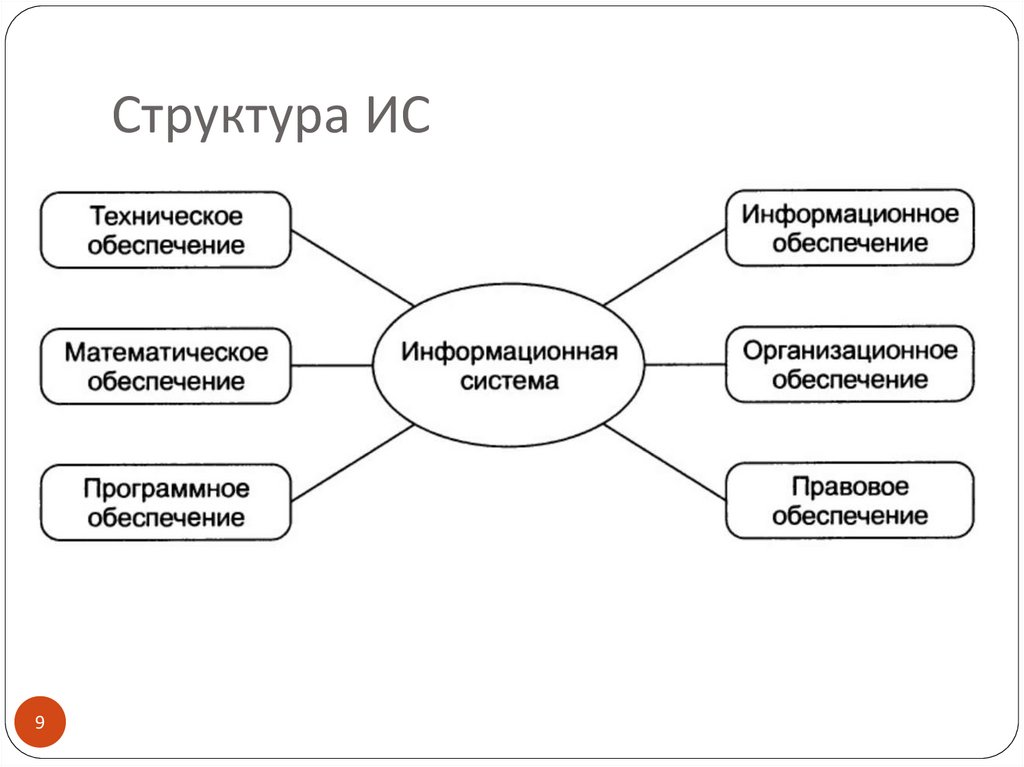 Структура ИС
Техническое
обеспечение
Математическое
обеспечение
Программное
обеспечение
Информационная
система
Информационное
обеспечение
Организационное
обеспечение
Правовое
обеспечение
9